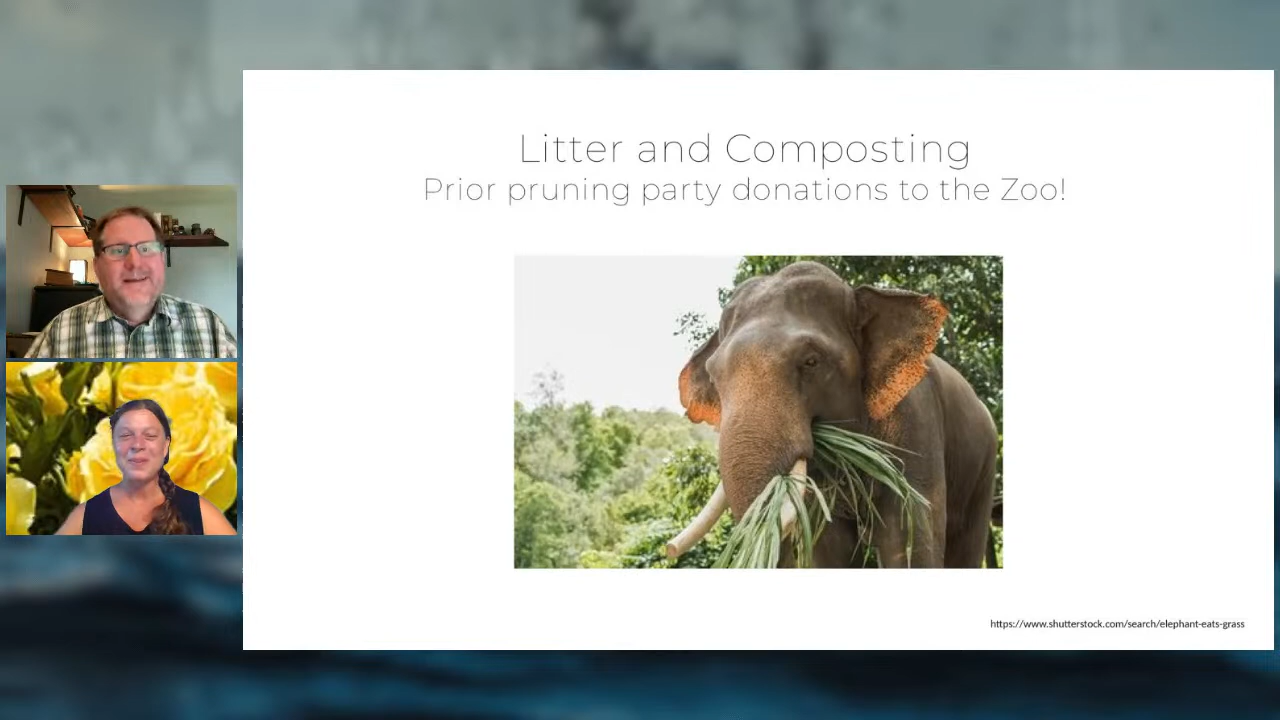 Litter and Composting
Prior pruning party donations to the Zoo!
https://www.shutterstock.com/search/elephant-eats-grass